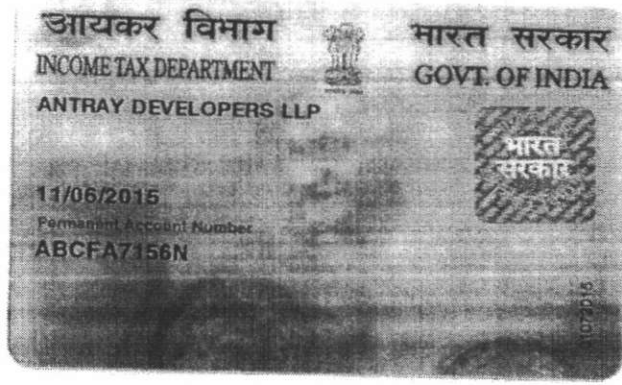 आयकर विभाग
INCOME TAX DEPARTMENT
भारत सरकार
GOVT. OF INDIA
ANTRAY DEVELOPERS LLP
भारत
सरकार
11/06/2015
Permanent Account Number
ABCFA7156N